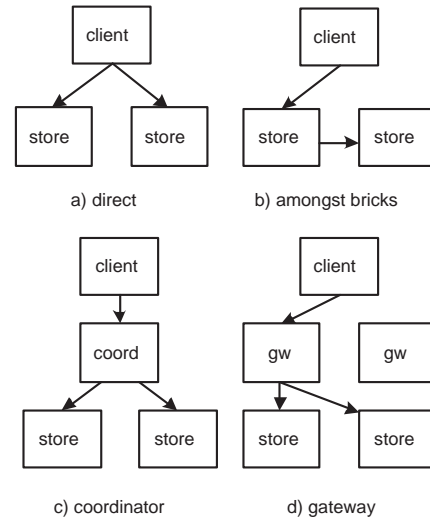 client
store
store
a) direct
client
store
store
b) amongst bricks
client
coord
store
store
c) coordinator
client
gw
gw
store
store
d) gateway